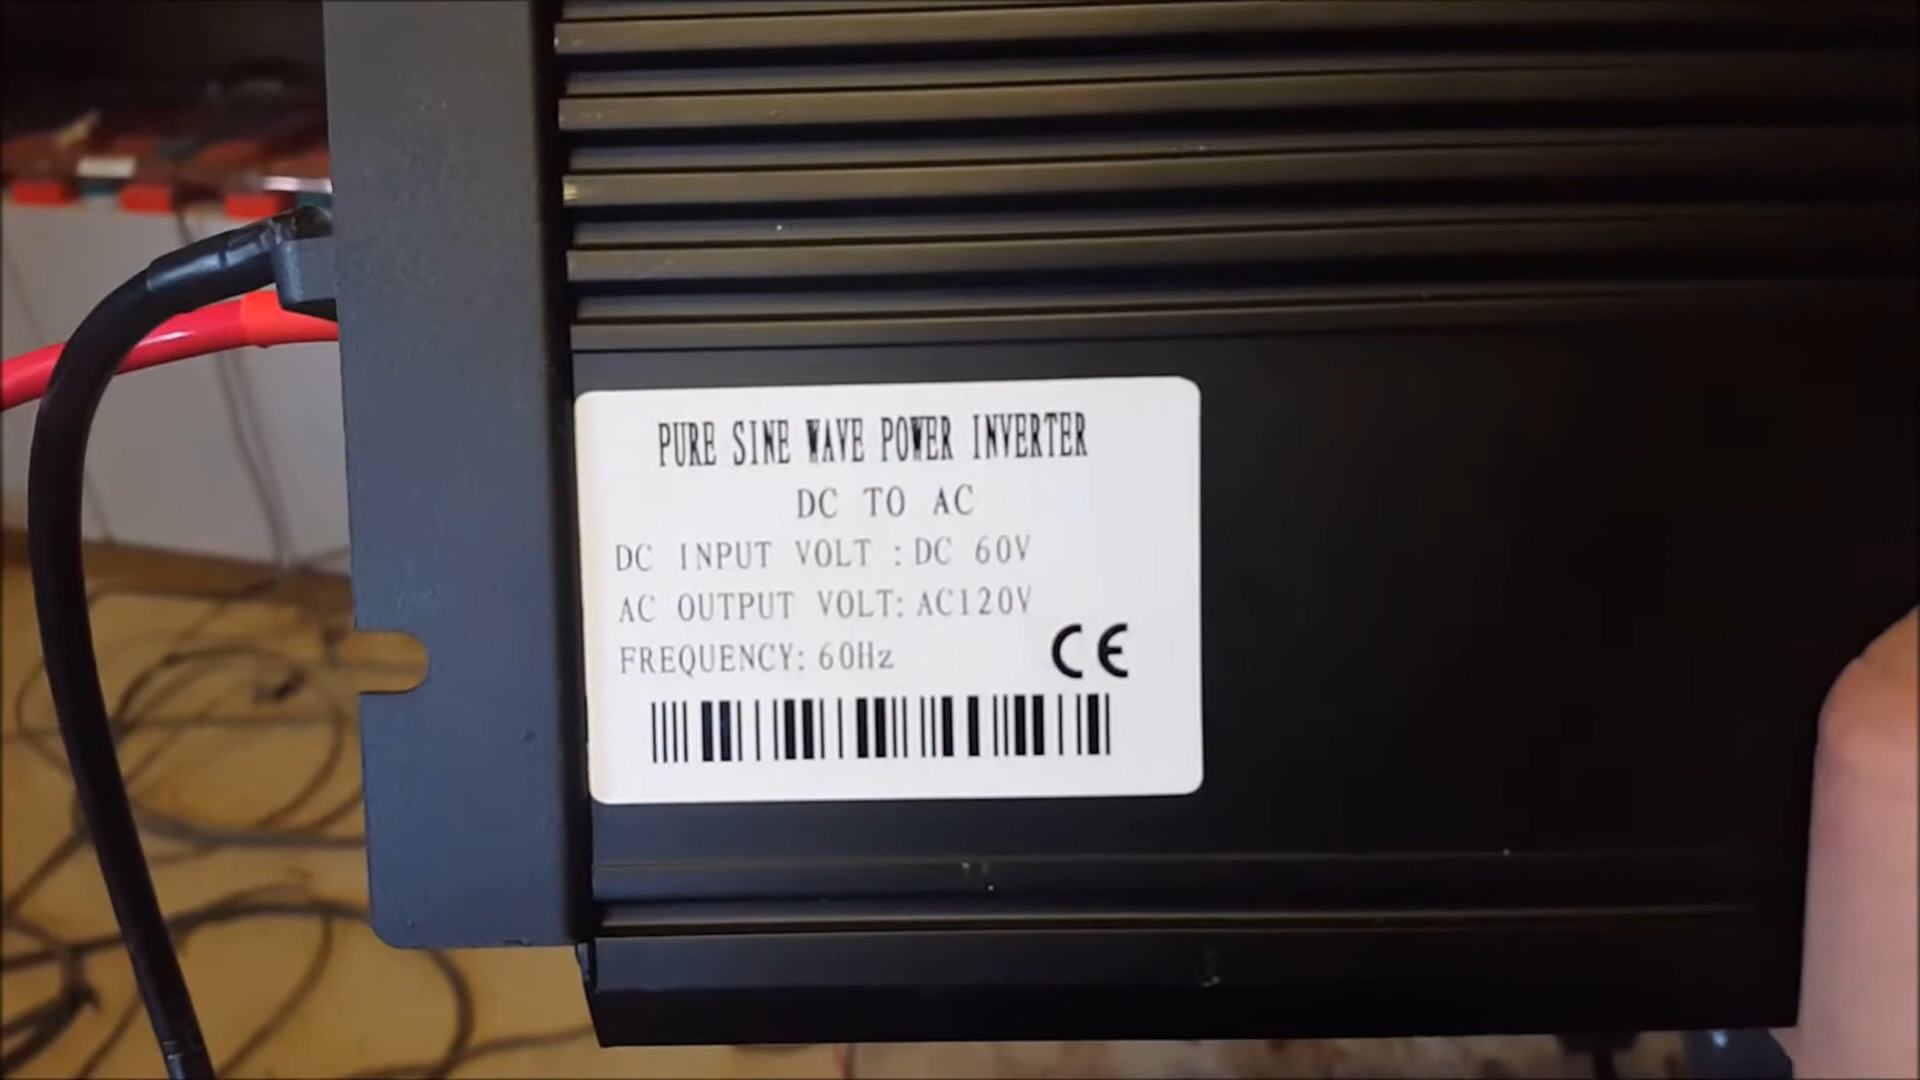 PURE SINE WAVE POWER INVERTER
DC TO AC
DC INPUT VOLT : DC 60V
AC OUTPUT VOLT: AC120V
FREQUENCY: 60Hz
CE